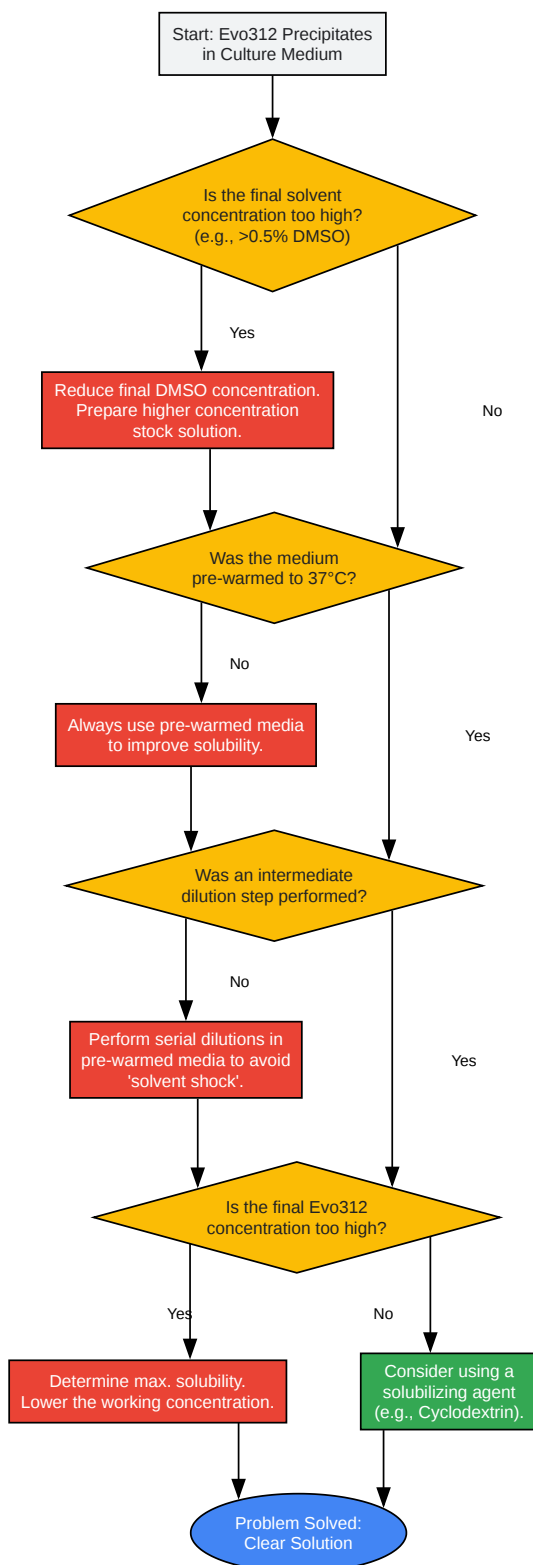 Start: Evo312 Precipitates
in Culture Medium
Is the final solvent
concentration too high?
(e.g., >0.5% DMSO)
Yes
Reduce final DMSO concentration.
Prepare higher concentration
stock solution.
No
Was the medium
pre-warmed to 37°C?
No
Always use pre-warmed media
to improve solubility.
Yes
Was an intermediate
dilution step performed?
No
Perform serial dilutions in
pre-warmed media to avoid
'solvent shock'.
Yes
Is the final Evo312
concentration too high?
Yes
No
Determine max. solubility.
Lower the working concentration.
Consider using a
solubilizing agent
(e.g., Cyclodextrin).
Problem Solved:
Clear Solution